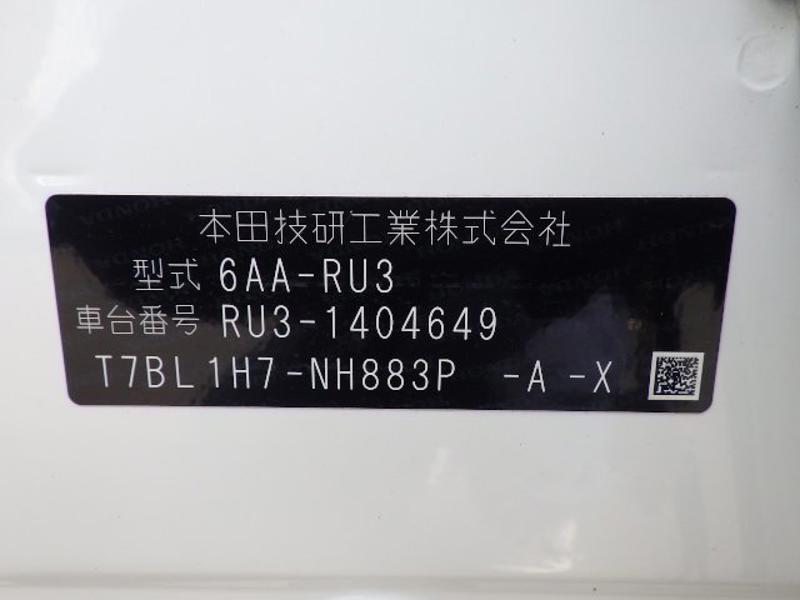 本田技研工業株式会社
型式 6AA-RU3
車台番号 RU3-1404649
T7BL1H7-NH883P -A -X